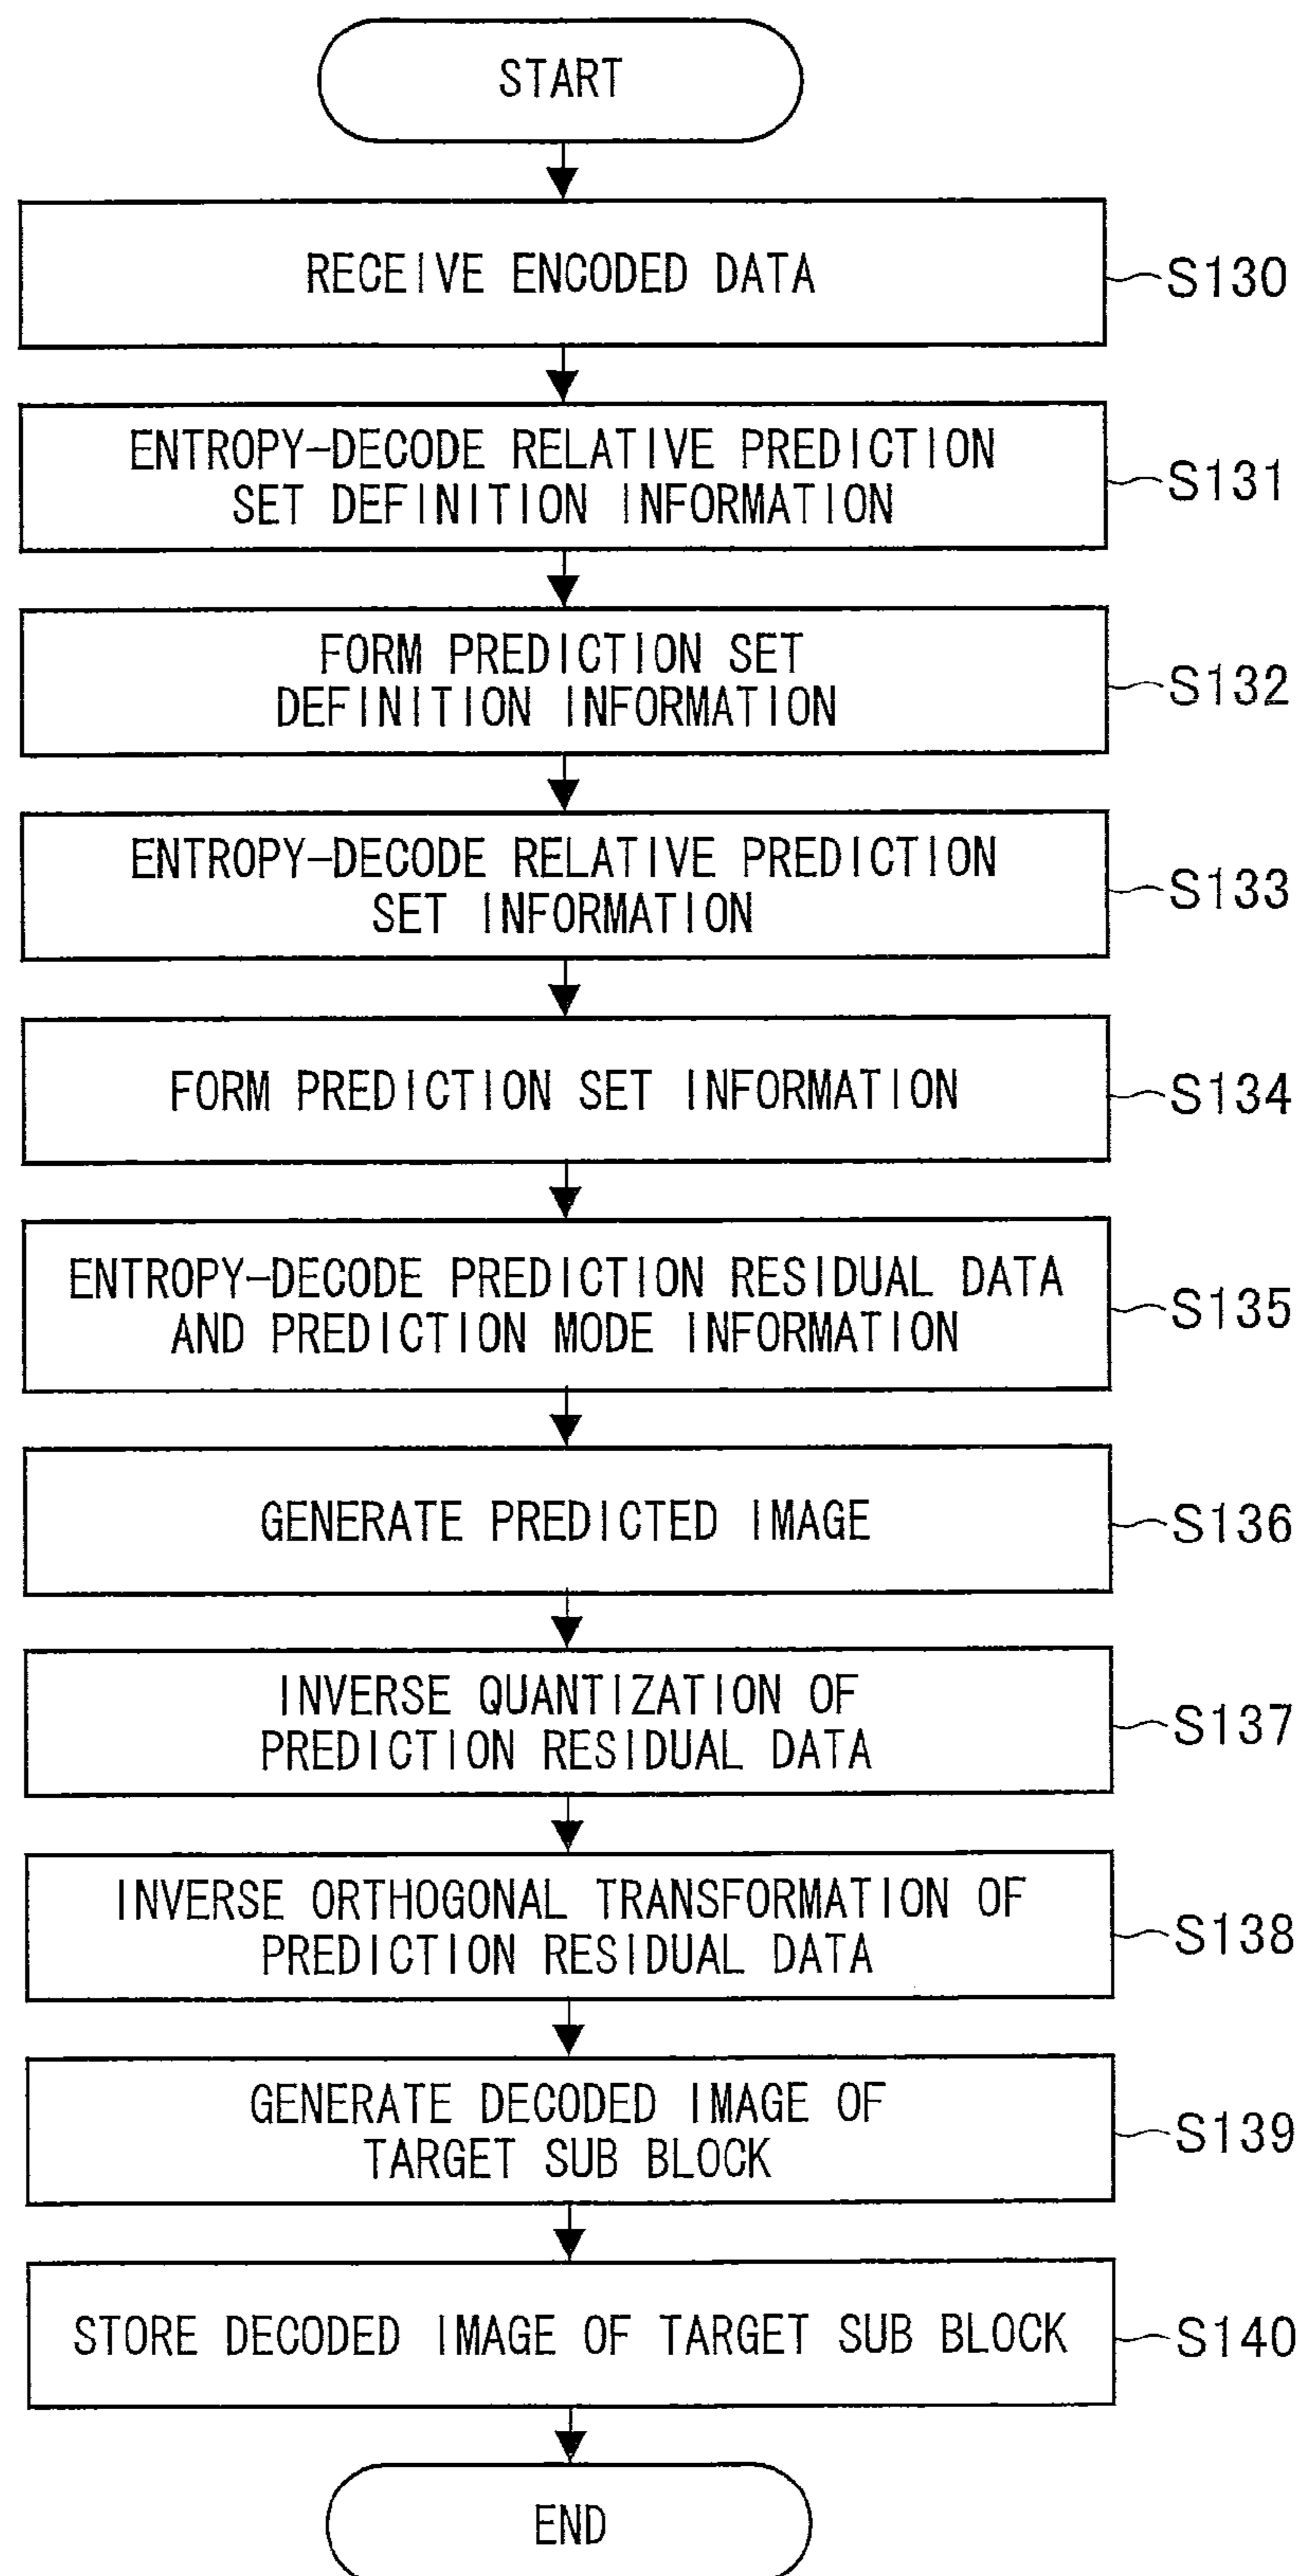 START
RECEIVE ENCODED DATA
S130
ENTROPY-DECODE RELATIVE PREDICTION
SET DEFINITION INFORMATION
S131
FORM PREDICTION SET
DEFINITION INFORMATION
S132
ENTROPY-DECODE RELATIVE PREDICTION
SET INFORMATION
S133
FORM PREDICTION SET INFORMATION
S134
ENTROPY-DECODE PREDICTION RESIDUAL DATA
AND PREDICTION MODE INFORMATION
S135
GENERATE PREDICTED IMAGE
S136
INVERSE QUANTIZATION OF
PREDICTION RESIDUAL DATA
S137
INVERSE ORTHOGONAL TRANSFORMATION OF
PREDICTION RESIDUAL DATA
S138
GENERATE DECODED IMAGE OF
TARGET SUB BLOCK
S139
STORE DECODED IMAGE OF TARGET SUB BLOCK
S140
END